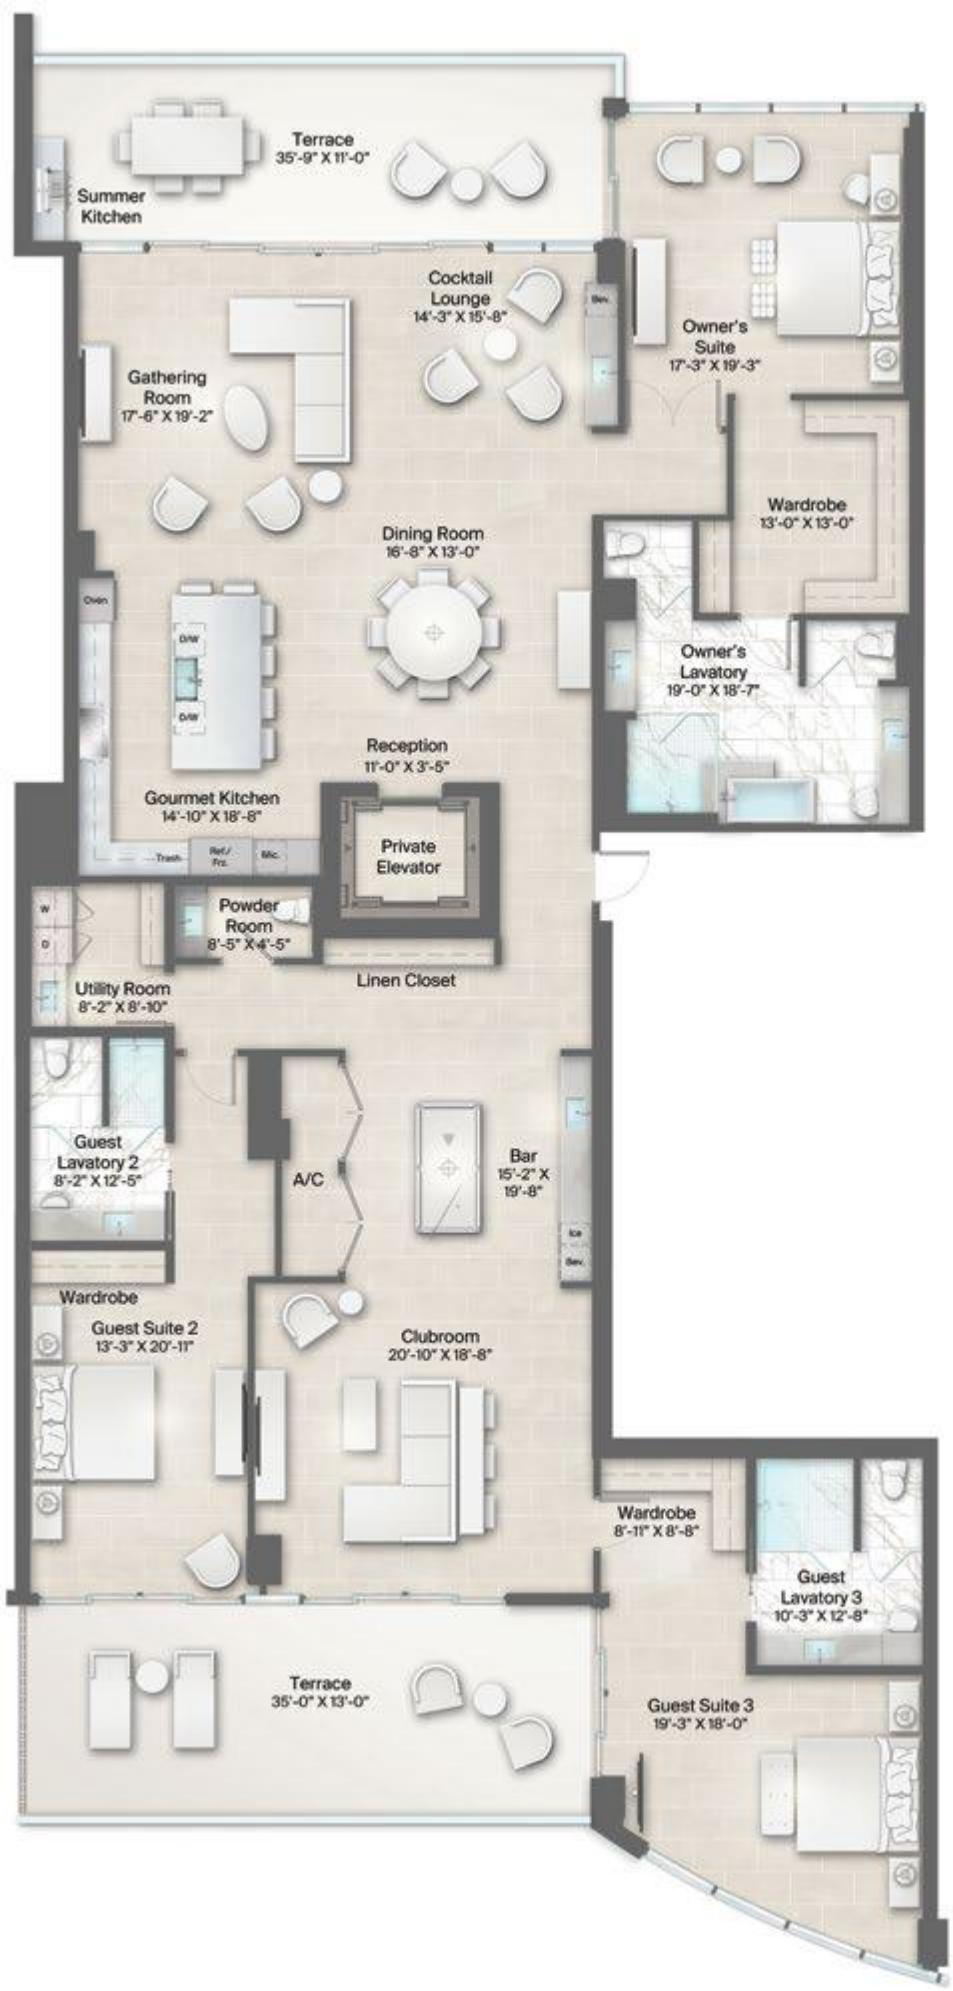 Terrace
35'-9" X 11'-0"
Summer
Kitchen
Cocktail
Lounge
14'-3" X 15'-8"
Bev.
Owner's
Suite
17'-3" X 19'-3"
Gathering
Room
17'-6" X 19'-2"
Wardrobe
13'-0" X 13'-0"
Dining Room
16'-8" X 13'-0"
Oven
D/W
D/W
Owner's
Lavatory
19'-0" X 18'-7"
Reception
11'-0" X 3'-5"
Gourmet Kitchen
14'-10" X 18'-8"
Trash
Ref./
Frz.
Mic.
Private
Elevator
W
D
Powder
Room
8'-5" X 4'-5"
Linen Closet
Utility Room
8'-2" X 8'-10"
Guest
Lavatory 2
8'-2" X 12'-5"
A/C
Bar
15'-2" X
19'-8"
Ice
Bev.
Wardrobe
Guest Suite 2
13'-3" X 20'-11"
Clubroom
20'-10" X 18'-8"
Wardrobe
8'-11" X 8'-8"
Guest
Lavatory 3
10'-3" X 12'-8"
Terrace
35'-0" X 13'-0"
Guest Suite 3
19'-3" X 18'-0"